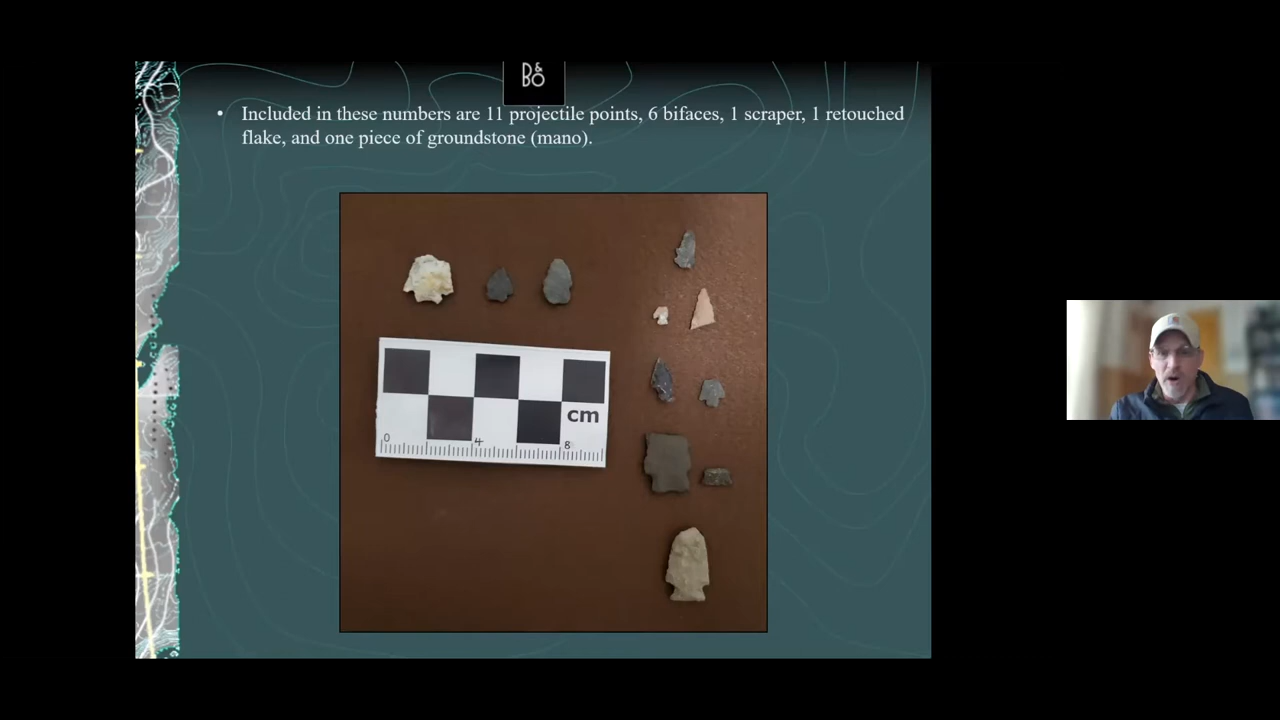 B&O
• Included in these numbers are 11 projectile points, 6 bifaces, 1 scraper, 1 retouched
flake, and one piece of groundstone (mano).
cm
0 4 8